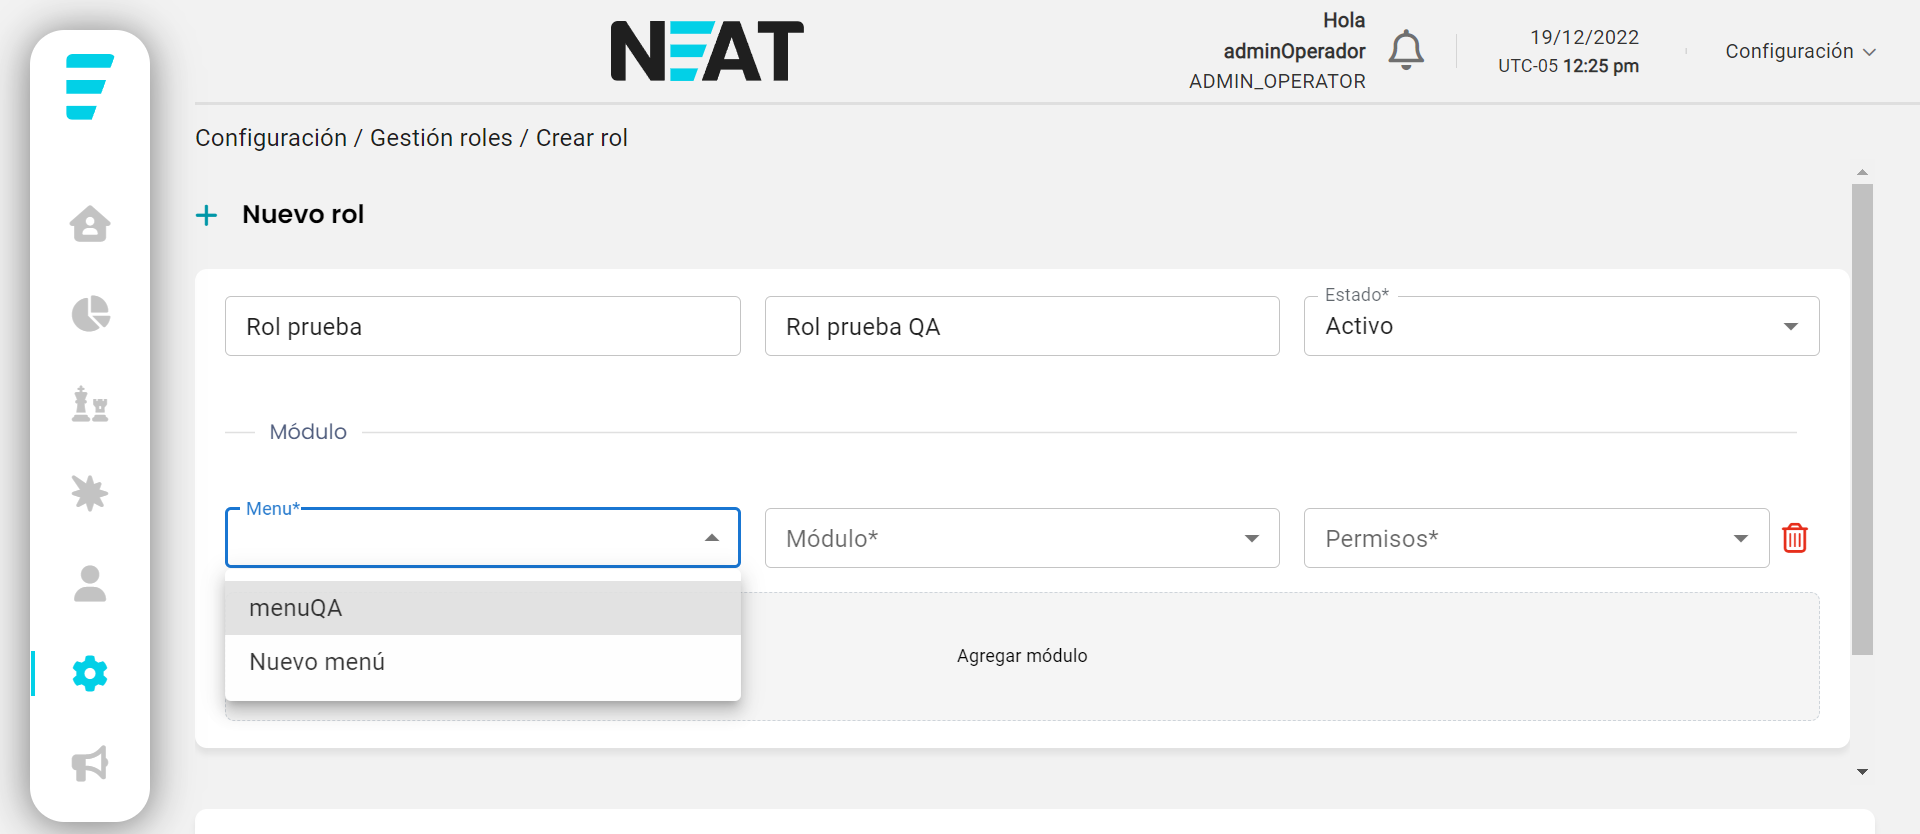 NEAT
Hola
adminOperador
ADMIN_OPERATOR
19/12/2022
UTC-05 12:25 pm
Configuración
Configuración / Gestión roles / Crear rol
+ Nuevo rol
Rol prueba
Rol prueba QA
Estado*
Activo
Módulo
Menu*
Módulo*
Permisos*
menuQA
Nuevo menú
Agregar módulo